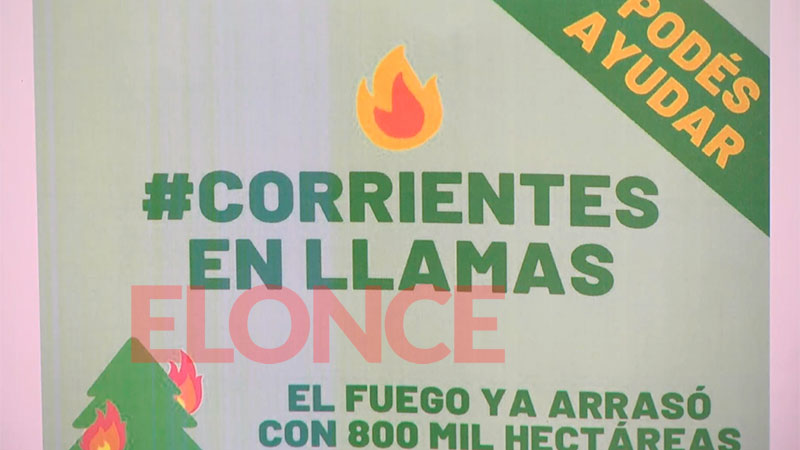 PODÉS
AYUDAR
#CORRIENTES
EN LLAMAS
ELONCE
EL FUEGO YA ARRASÓ
CON 800 MIL HECTÁREAS